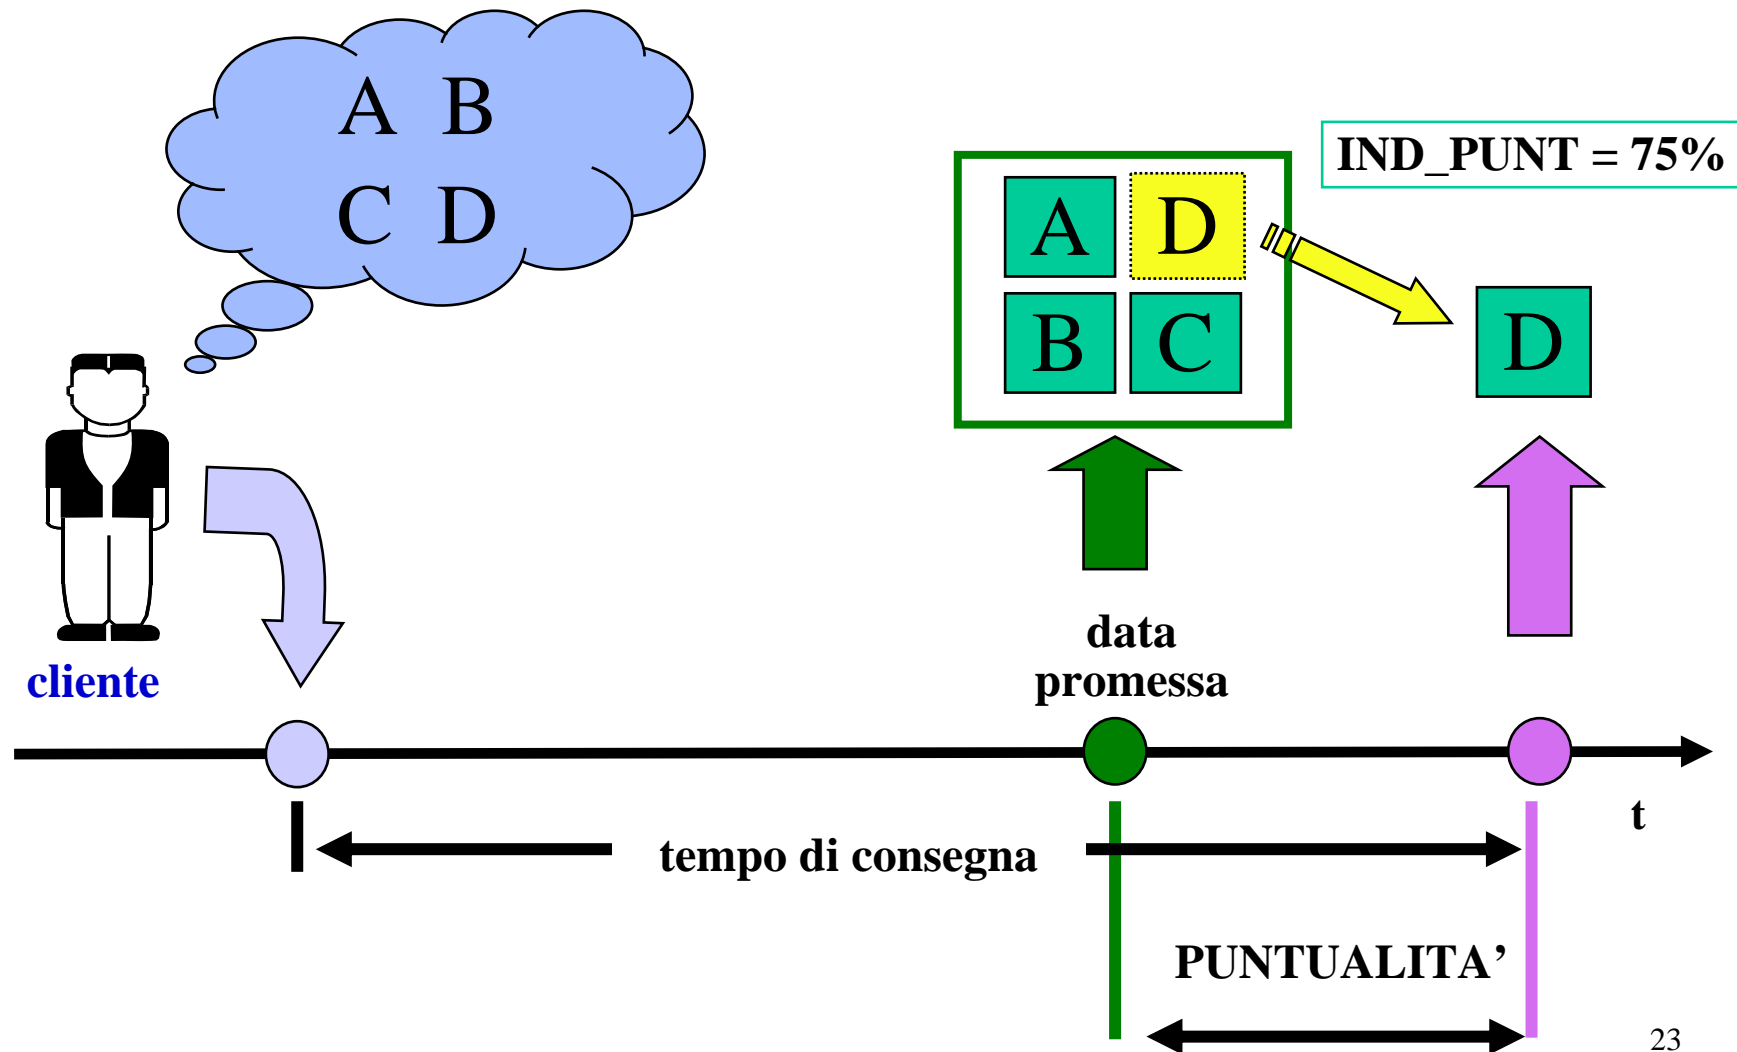 A B
C D
IND_PUNT = 75%
A D
B C
D
cliente
data
promessa
t
tempo di consegna
PUNTUALITA’
23